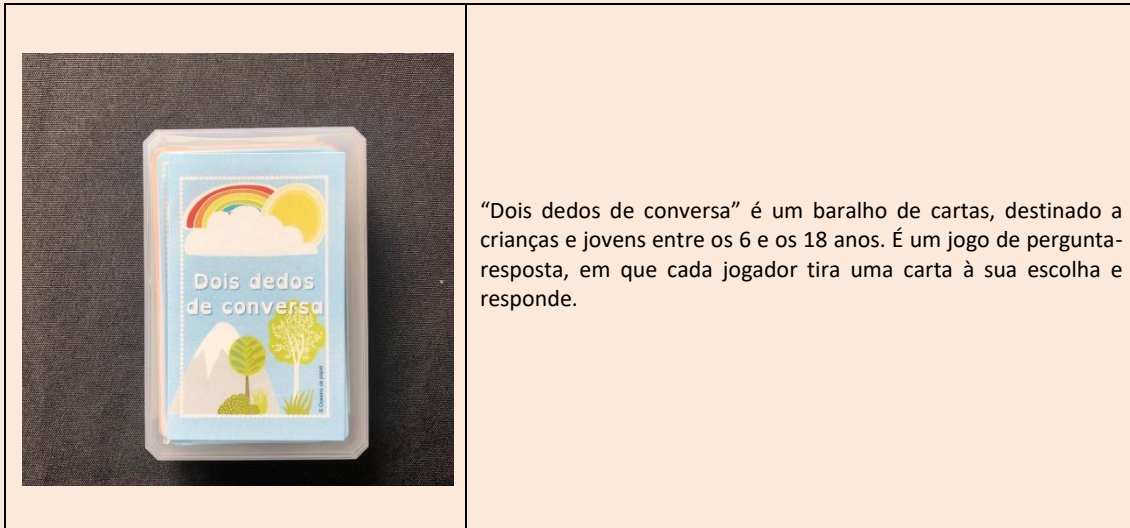 Dois dedos
de conversa
“Dois dedos de conversa” é um baralho de cartas, destinado a
crianças e jovens entre os 6 e os 18 anos. É um jogo de pergunta-
resposta, em que cada jogador tira uma carta à sua escolha e
responde.